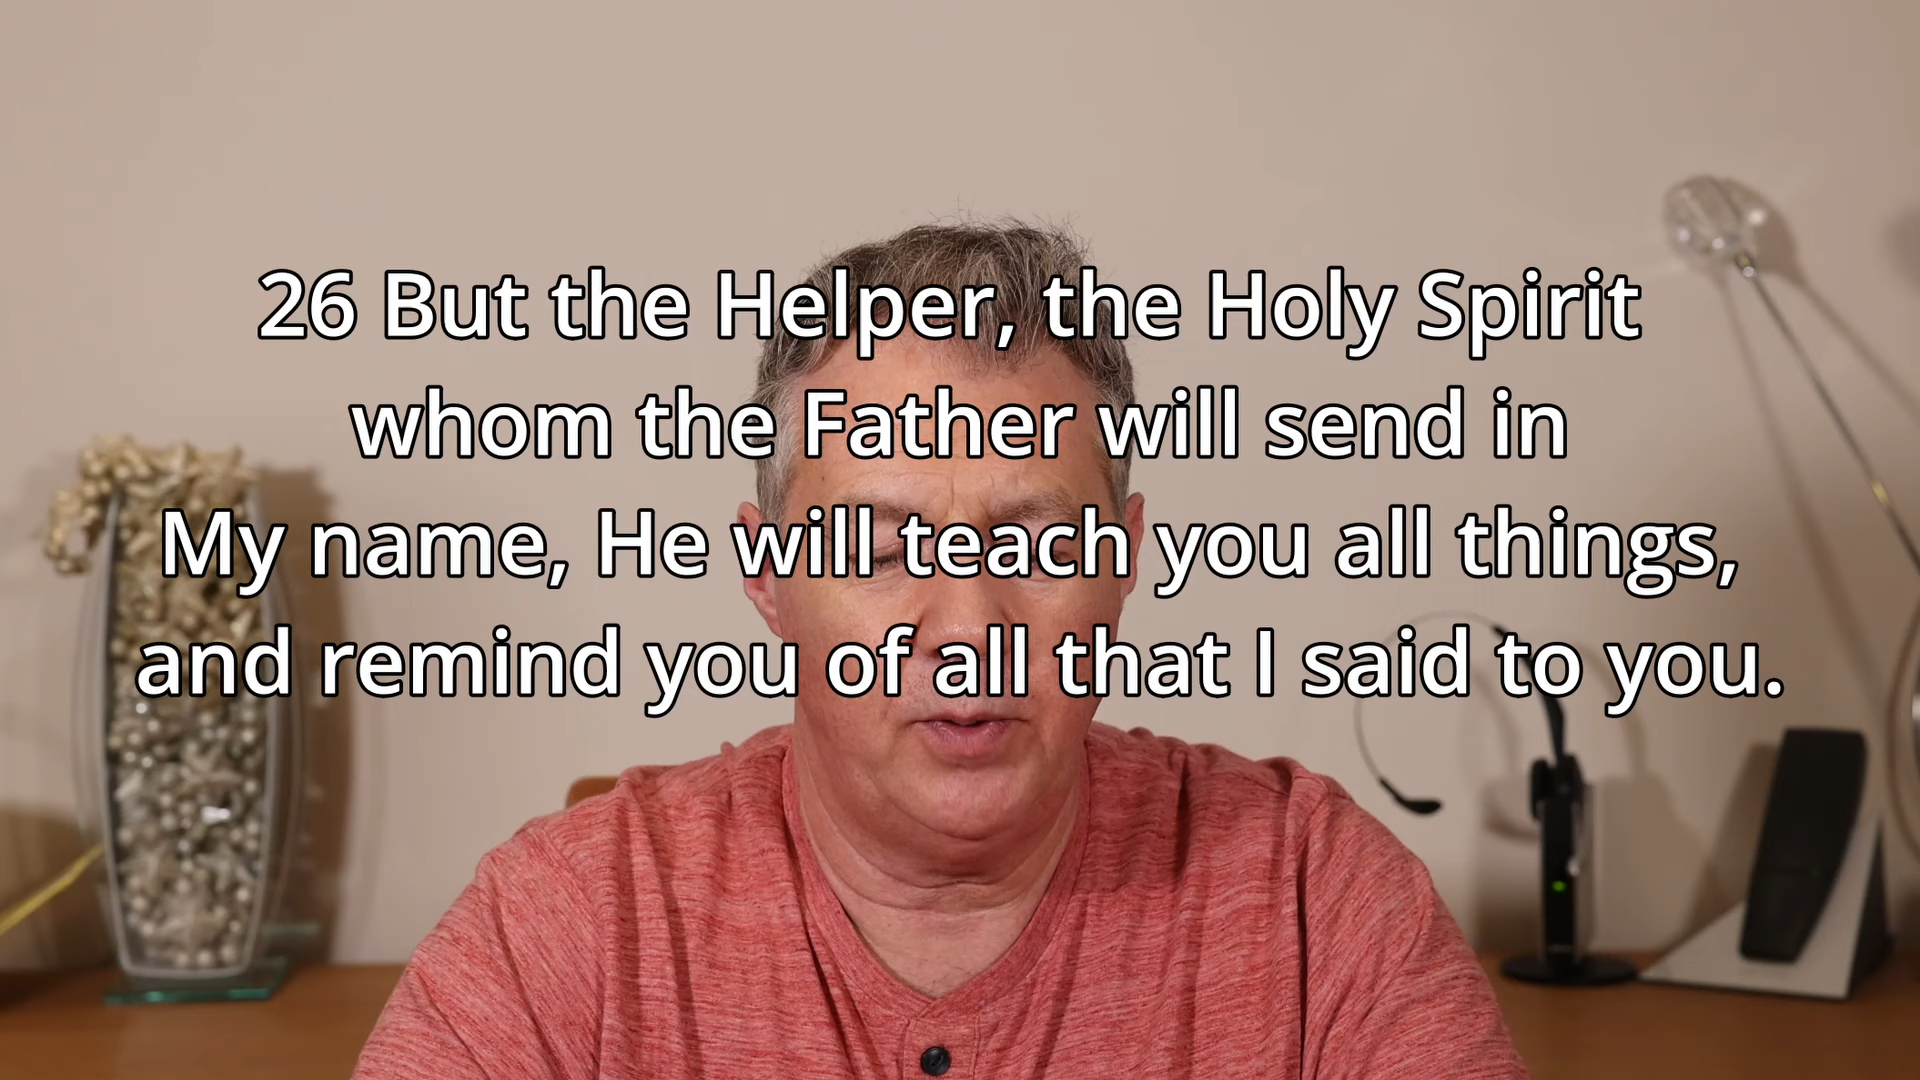 26 But the Helper, the Holy Spirit
whom the Father will send in
My name, He will teach you all things,
and remind you of all that I said to you.